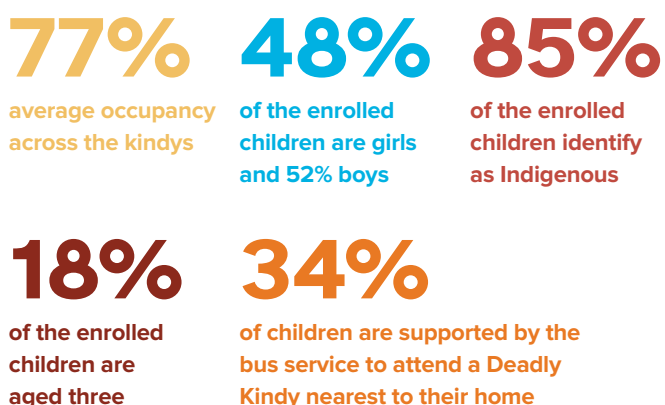 77%
average occupancy
across the kindys
48%
of the enrolled
children are girls
and 52% boys
85%
of the enrolled
children identify
as Indigenous
18%
of the enrolled
children are
aged three
34%
of children are supported by the
bus service to attend a Deadly
Kindy nearest to their home